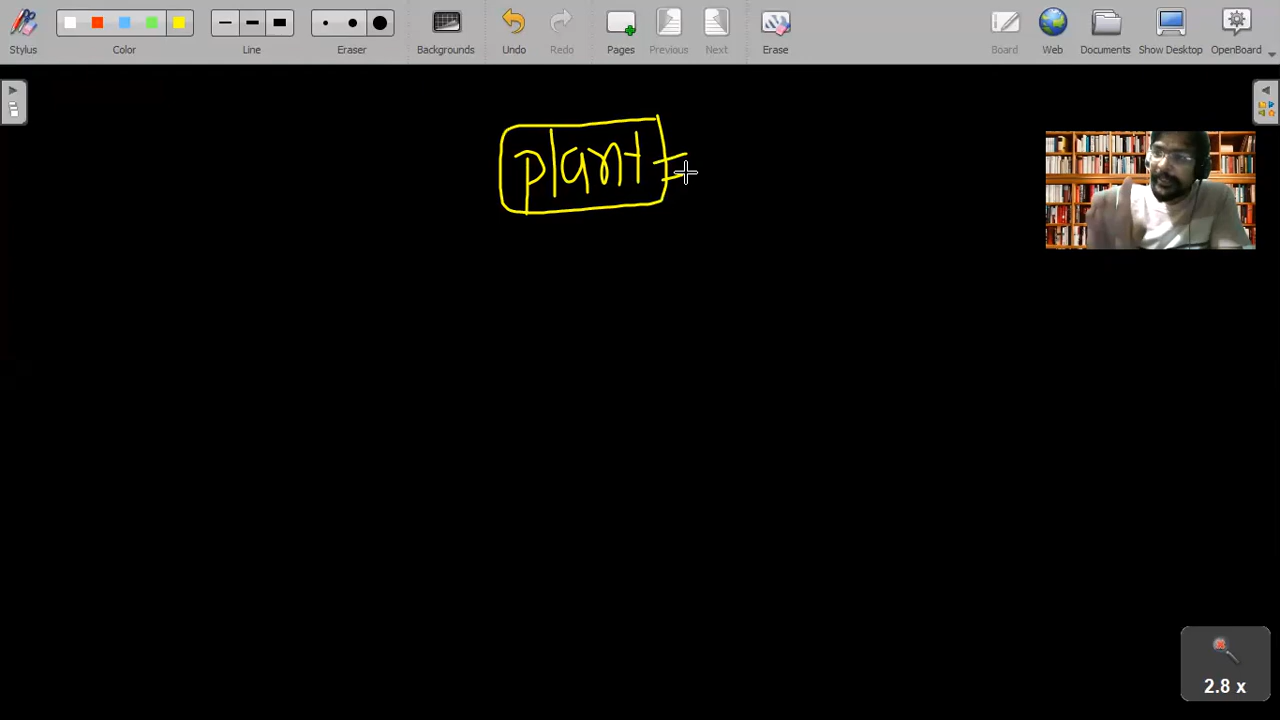 Stylus
Color
Line
Eraser
Backgrounds
Undo
Redo
Pages
Previous
Next
Erase
Board
Web
Documents
Show Desktop
OpenBoard
plant =
2.8 x